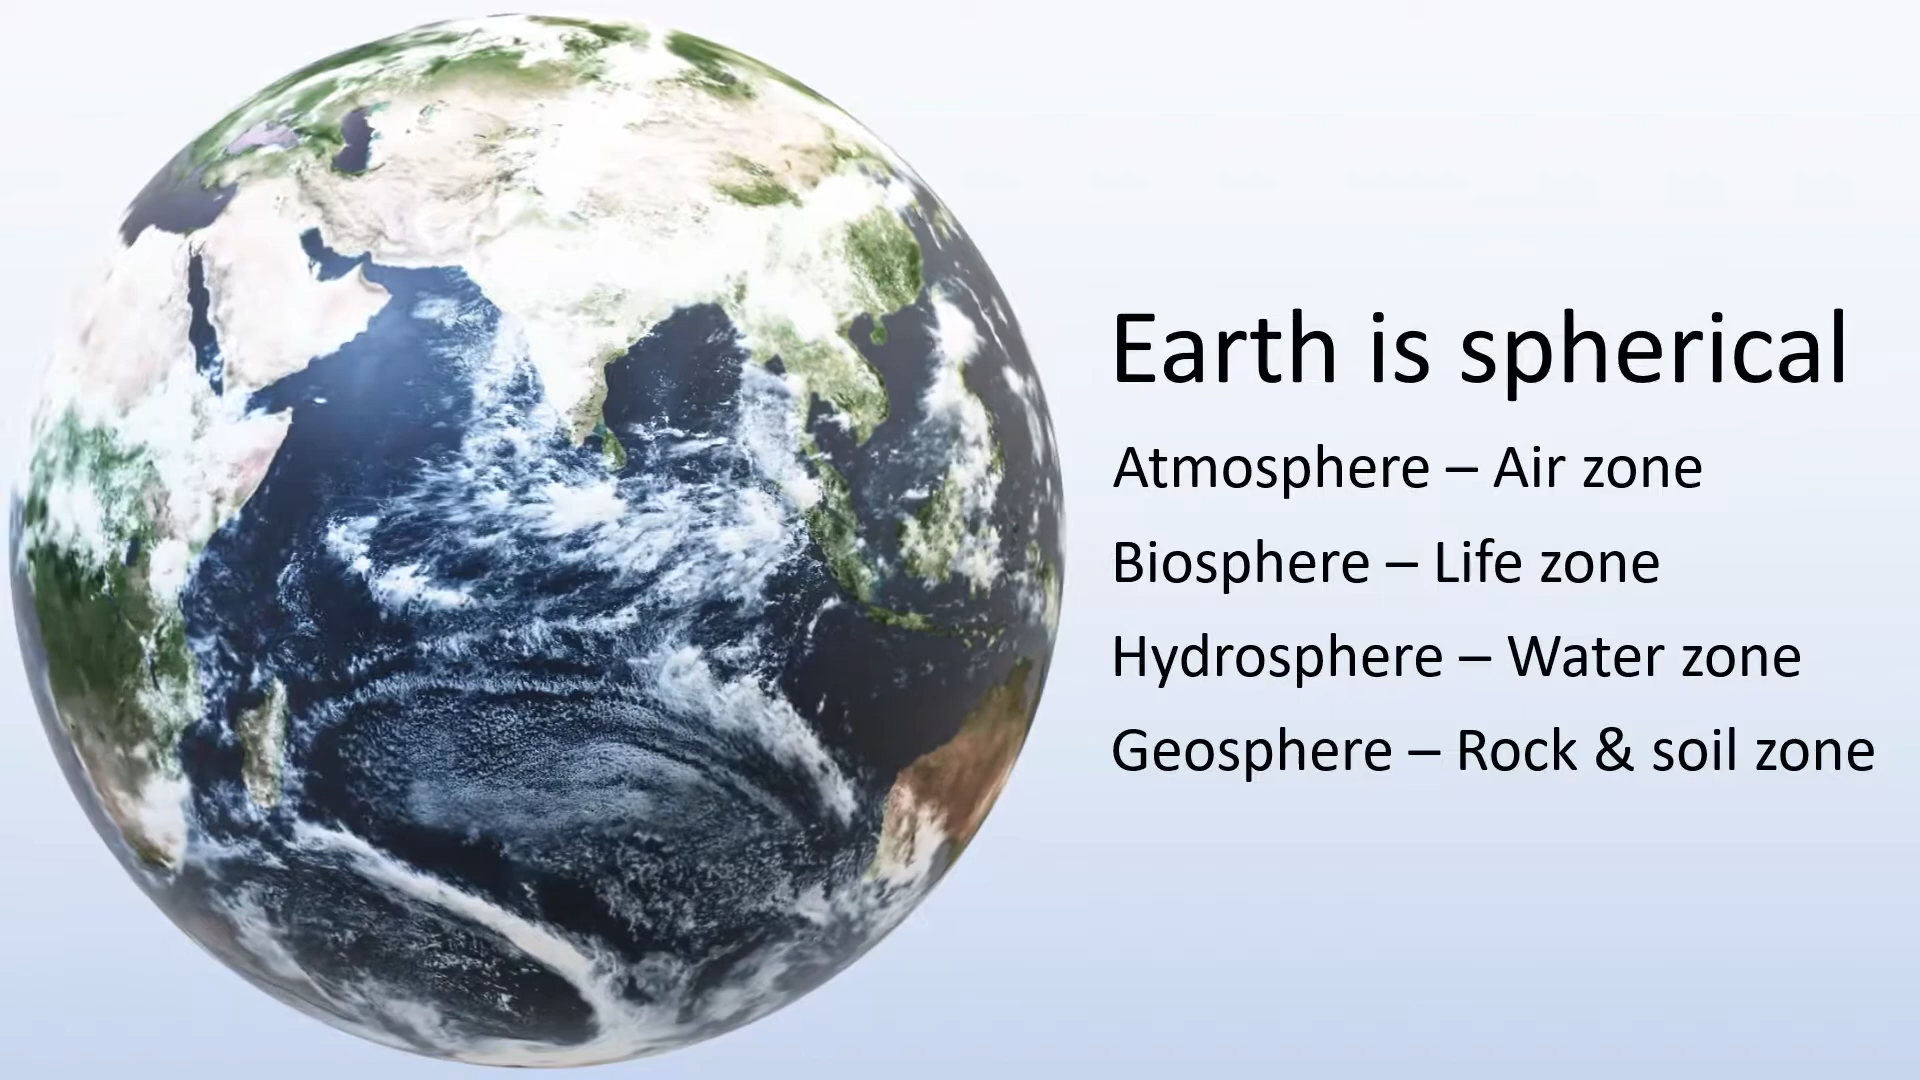 Earth is spherical
Atmosphere – Air zone
Biosphere – Life zone
Hydrosphere – Water zone
Geosphere – Rock & soil zone